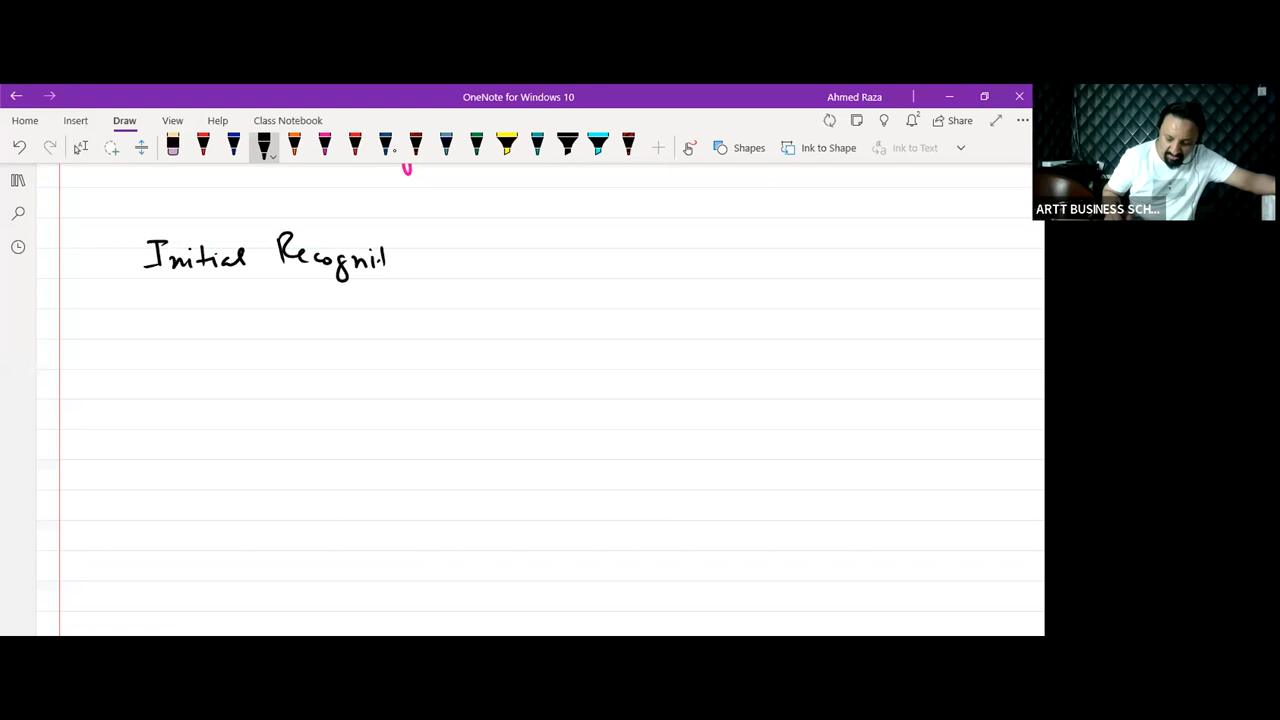 OneNote for Windows 10
Ahmed Raza
Home Insert Draw View Help Class Notebook
2
Share
Shapes Ink to Shape Ink to Text
ARTT BUSINESS SCH...
Initial Recognit